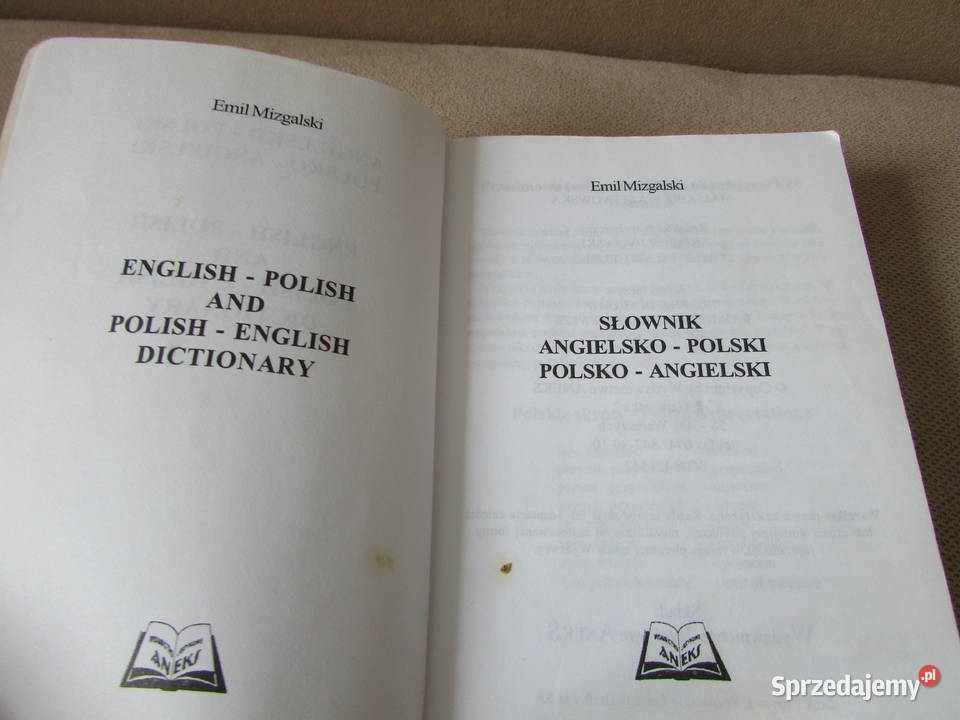 Emil Mizgalski
ENGLISH - POLISH
AND
POLISH - ENGLISH
DICTIONARY
ANEKS
Emil Mizgalski
SŁOWNIK
ANGIELSKO - POLSKI
POLSKO - ANGIELSKI
ANEKS
Sprzedajemy.pl